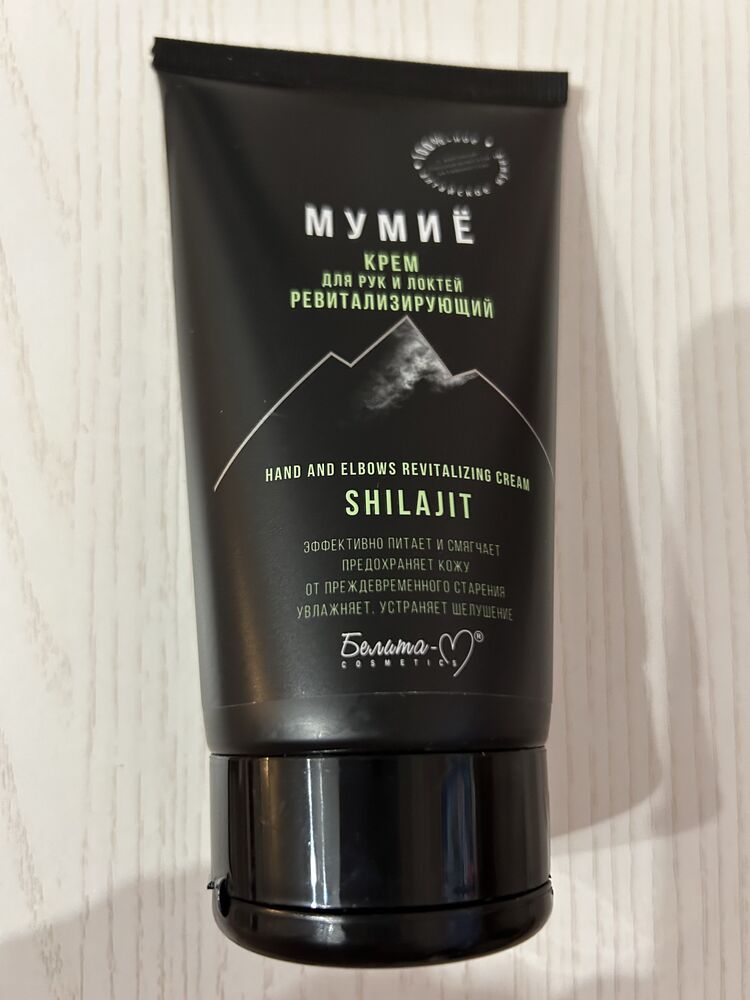 МУМИЁ
КРЕМ
ДЛЯ РУК И ЛОКТЕЙ
РЕВИТАЛИЗИРУЮЩИЙ
HAND AND ELBOWS REVITALIZING CREAM
SHILAJIT
ЭФФЕКТИВНО ПИТАЕТ И СМЯГЧАЕТ
ПРЕДОХРАНЯЕТ КОЖУ
ОТ ПРЕЖДЕВРЕМЕННОГО СТАРЕНИЯ
УВЛАЖНЯЕТ, УСТРАНЯЕТ ШЕЛУШЕНИЕ
Белита-М®
COSMETICS